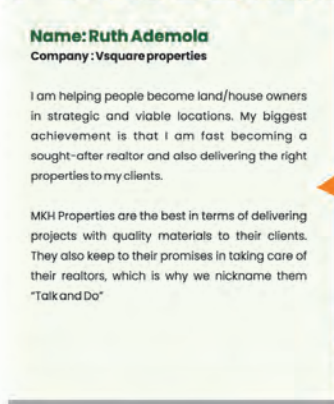 Name: Ruth Ademola
Company : Vsquare properties
I am helping people become land/house owners
in strategic and viable locations. My biggest
achievement is that I am fast becoming a
sought-after realtor and also delivering the right
properties to my clients.
MKH Properties are the best in terms of delivering
projects with quality materials to their clients.
They also keep to their promises in taking care of
their realtors, which is why we nickname them
"Talk and Do"